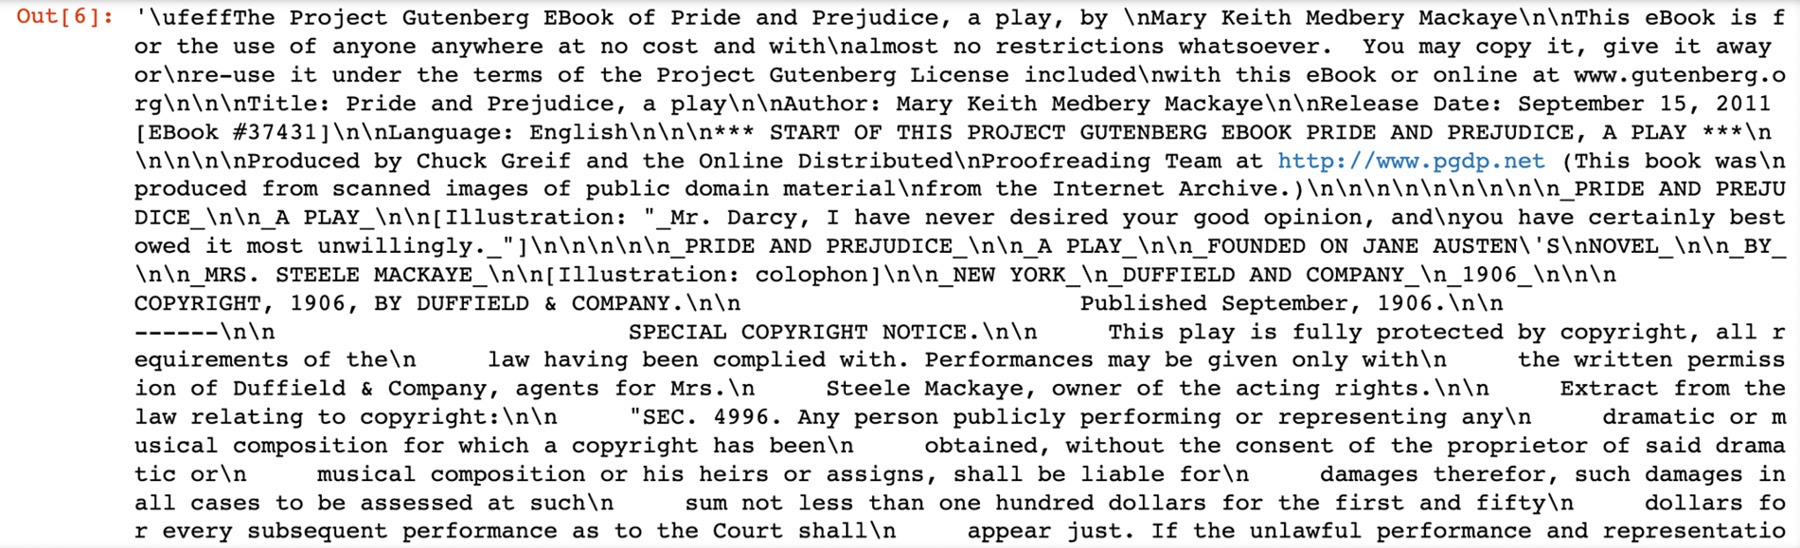 Out[6]: '\ufeffThe Project Gutenberg EBook of Pride and Prejudice, a play, by \nMary Keith Medbery Mackaye\n\nThis eBook is f
or the use of anyone anywhere at no cost and with\nalmost no restrictions whatsoever.  You may copy it, give it away
or\nre-use it under the terms of the Project Gutenberg License included\nwith this eBook or online at www.gutenberg.o
rg\n\n\nTitle: Pride and Prejudice, a play\n\nAuthor: Mary Keith Medbery Mackaye\n\nRelease Date: September 15, 2011
[EBook #37431]\n\nLanguage: English\n\n\n*** START OF THIS PROJECT GUTENBERG EBOOK PRIDE AND PREJUDICE, A PLAY ***\n
\n\n\n\nProduced by Chuck Greif and the Online Distributed\nProofreading Team at http://www.pgdp.net (This book was\n
produced from scanned images of public domain material\nfrom the Internet Archive.)\n\n\n\n\n\n\n\n\n_PRIDE AND PREJU
DICE_\n\n_A PLAY_\n\n[Illustration: "_Mr. Darcy, I have never desired your good opinion, and\nyou have certainly best
owed it most unwillingly._"]\n\n\n\n\n_PRIDE AND PREJUDICE_\n\n_A PLAY_\n\n_FOUNDED ON JANE AUSTEN\'S\nNOVEL_\n\n_BY_
\n\n_MRS. STEELE MACKAYE_\n\n[Illustration: colophon]\n\n_NEW YORK_\n_DUFFIELD AND COMPANY_\n_1906_\n\n\n
COPYRIGHT, 1906, BY DUFFIELD & COMPANY.\n\n                        Published September, 1906.\n\n
------\n\n                         SPECIAL COPYRIGHT NOTICE.\n\n     This play is fully protected by copyright, all r
equirements of the\n     law having been complied with. Performances may be given only with\n     the written permiss
ion of Duffield & Company, agents for Mrs.\n     Steele Mackaye, owner of the acting rights.\n\n     Extract from the
law relating to copyright:\n\n     "SEC. 4996. Any person publicly performing or representing any\n     dramatic or m
usical composition for which a copyright has been\n     obtained, without the consent of the proprietor of said drama
tic or\n     musical composition or his heirs or assigns, shall be liable for\n     damages therefor, such damages in
all cases to be assessed at such\n     sum not less than one hundred dollars for the first and fifty\n     dollars fo
r every subsequent performance as to the Court shall\n     appear just. If the unlawful performance and representatio